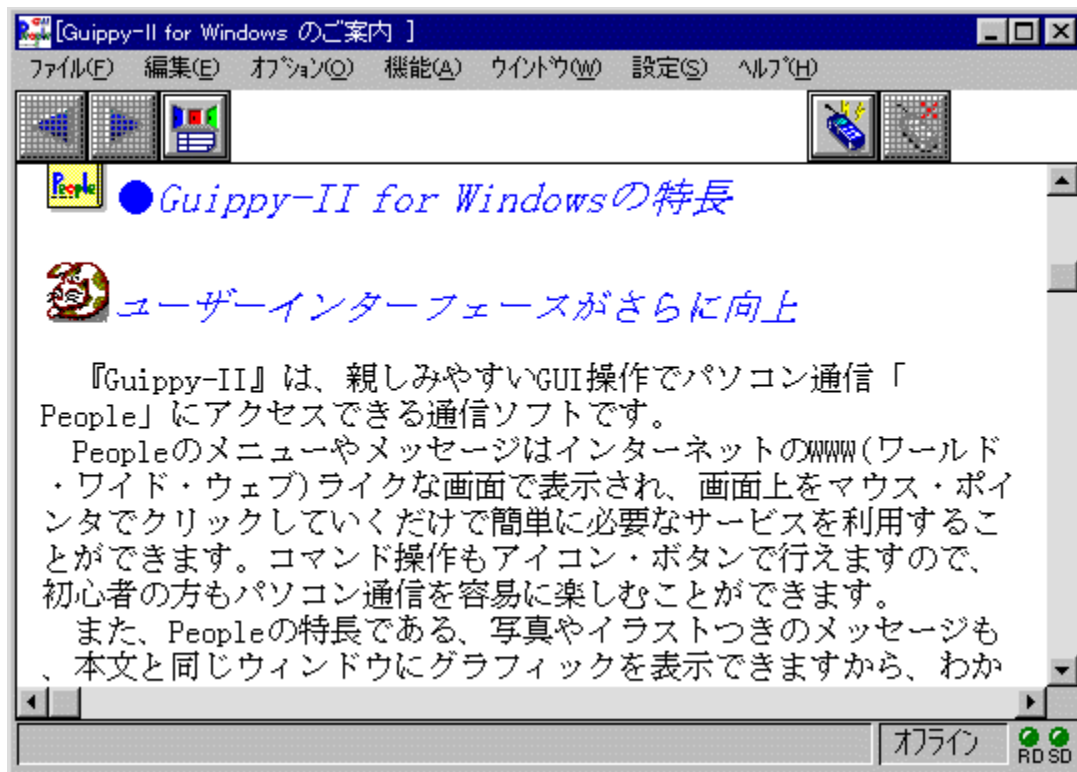 [Guippy-II for Windows のご案内 ]
ﾌｧｲﾙ(F) 編集(E) ｵﾌﾟｼｮﾝ(O) 機能(A) ｳｲﾝﾄﾞｳ(W) 設定(S) ﾍﾙﾌﾟ(H)
People ●Guippy-II for Windowsの特長
ユーザーインターフェースがさらに向上
『Guippy-II』は、親しみやすいGUI操作でパソコン通信「
People」にアクセスできる通信ソフトです。
PeopleのメニューやメッセージはインターネットのWWW(ワールド
・ワイド・ウェブ)ライクな画面で表示され、画面上をマウス・ポイ
ンタでクリックしていくだけで簡単に必要なサービスを利用するこ
とができます。コマンド操作もアイコン・ボタンで行えますので、
初心者の方もパソコン通信を容易に楽しむことができます。
また、Peopleの特長である、写真やイラストつきのメッセージも
、本文と同じウィンドウにグラフィックを表示できますから、わか
ｵﾌﾗｲﾝ RD SD